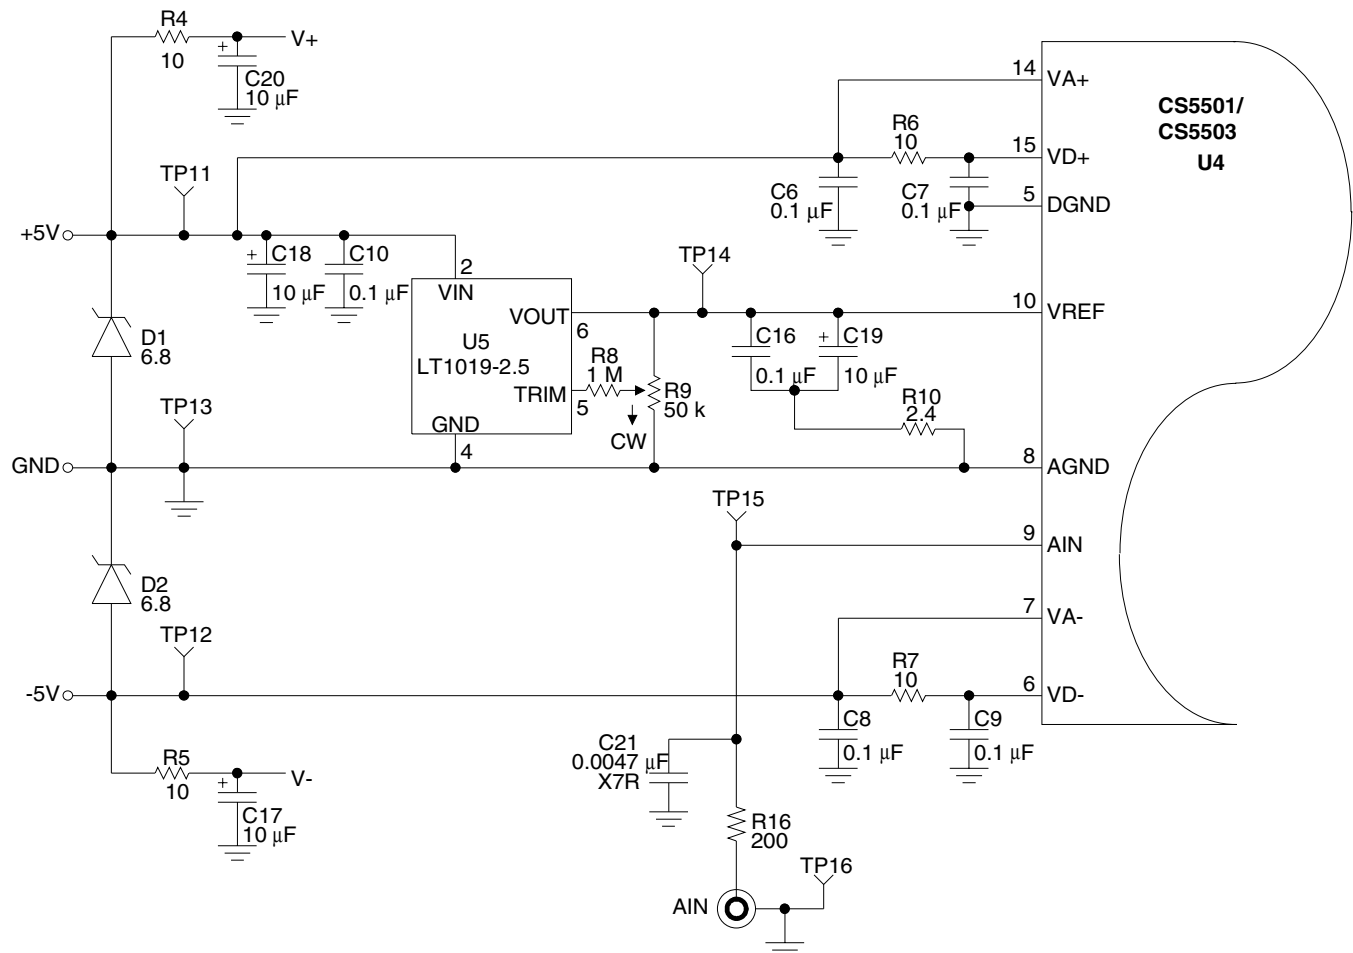 R4
10
+
V+
C20
10 µF
14
VA+
CS5501/
CS5503
U4
R6
10
15
VD+
TP11
C6
0.1 µF
C7
0.1 µF
5
DGND
+5V
+
C18
10 µF
C10
0.1 µF
2
VIN
TP14
10
VREF
VOUT
6
U5
LT1019-2.5
D1
6.8
C16
0.1 µF
+
C19
10 µF
R8
1 M
TRIM
5
R9
50 k
R10
2.4
TP13
GND
CW
4
GND
8
AGND
TP15
9
AIN
D2
6.8
7
VA-
TP12
R7
10
-5V
6
VD-
C8
0.1 µF
C9
0.1 µF
C21
0.0047 µF
X7R
R5
10
+
V-
C17
10 µF
R16
200
TP16
AIN